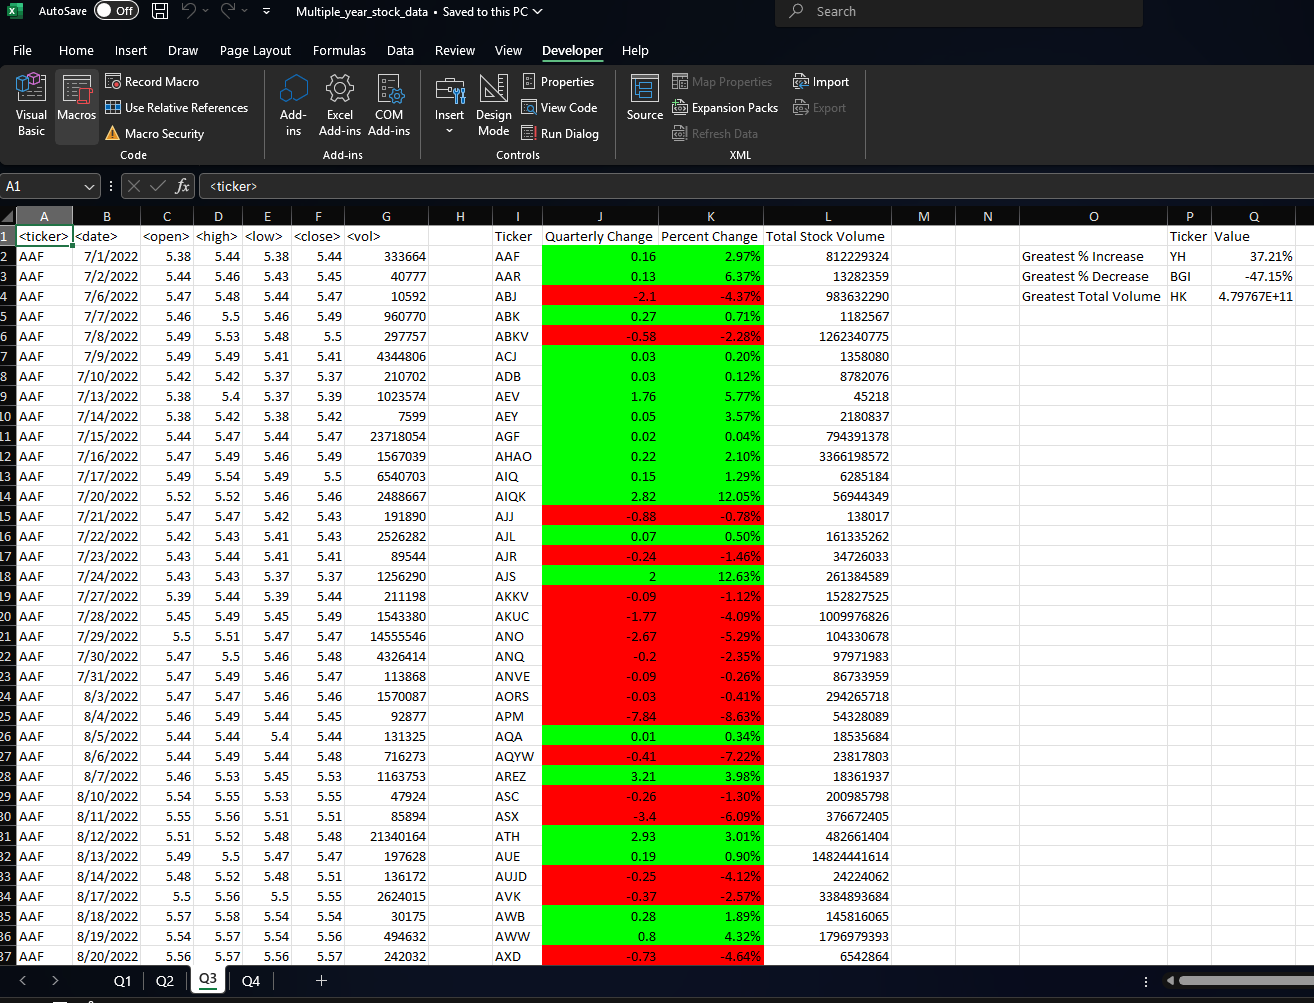 AutoSave Off Multiple_year_stock_data • Saved to this PC Search
File Home Insert Draw Page Layout Formulas Data Review View Developer Help
Visual Basic
Macros
Record Macro
Use Relative References
Macro Security
Code
Add-ins
Excel Add-ins
COM Add-ins
Add-ins
Insert
Design Mode
Properties
View Code
Run Dialog
Controls
Source
Map Properties
Expansion Packs
Refresh Data
Import
Export
XML
A1 fx <ticker>
A B C D E F G H I J K L M N O P Q
1 <ticker> <date> <open> <high> <low> <close> <vol> Ticker Quarterly Change Percent Change Total Stock Volume Ticker Value
2 AAF 7/1/2022 5.38 5.44 5.38 5.44 333664 AAF 0.16 2.97% 812229324 Greatest % Increase YH 37.21%
3 AAF 7/2/2022 5.44 5.46 5.43 5.45 40777 AAR 0.13 6.37% 13282359 Greatest % Decrease BGI -47.15%
4 AAF 7/6/2022 5.47 5.48 5.44 5.47 10592 ABJ -2.1 -4.37% 983632290 Greatest Total Volume HK 4.79767E+11
5 AAF 7/7/2022 5.46 5.5 5.46 5.49 960770 ABK 0.27 0.71% 1182567
6 AAF 7/8/2022 5.49 5.53 5.48 5.5 297757 ABKV -0.58 -2.28% 1262340775
7 AAF 7/9/2022 5.49 5.49 5.41 5.41 4344806 ACJ 0.03 0.20% 1358080
8 AAF 7/10/2022 5.42 5.42 5.37 5.37 210702 ADB 0.03 0.12% 8782076
9 AAF 7/13/2022 5.38 5.4 5.37 5.39 1023574 AEV 1.76 5.77% 45218
10 AAF 7/14/2022 5.38 5.42 5.38 5.42 7599 AEY 0.05 3.57% 2180837
11 AAF 7/15/2022 5.44 5.47 5.44 5.47 23718054 AGF 0.02 0.04% 794391378
12 AAF 7/16/2022 5.47 5.49 5.46 5.49 1567039 AHAO 0.22 2.10% 3366198572
13 AAF 7/17/2022 5.49 5.54 5.49 5.5 6540703 AIQ 0.15 1.29% 6285184
14 AAF 7/20/2022 5.52 5.52 5.46 5.46 2488667 AIQK 2.82 12.05% 56944349
15 AAF 7/21/2022 5.47 5.47 5.42 5.43 191890 AJJ -0.88 -0.78% 138017
16 AAF 7/22/2022 5.42 5.43 5.41 5.43 2526282 AJL 0.07 0.50% 161335262
17 AAF 7/23/2022 5.43 5.44 5.41 5.41 89544 AJR -0.24 -1.46% 34726033
18 AAF 7/24/2022 5.43 5.43 5.37 5.37 1256290 AJS 2 12.63% 261384589
19 AAF 7/27/2022 5.39 5.44 5.39 5.44 211198 AKKV -0.09 -1.12% 152827525
20 AAF 7/28/2022 5.45 5.49 5.45 5.49 1543380 AKUC -1.77 -4.09% 1009976826
21 AAF 7/29/2022 5.5 5.51 5.47 5.47 14555546 ANO -2.67 -5.29% 104330678
22 AAF 7/30/2022 5.47 5.5 5.46 5.48 4326414 ANQ -0.2 -2.35% 97971983
23 AAF 7/31/2022 5.47 5.49 5.46 5.47 113868 ANVE -0.09 -0.26% 86733959
24 AAF 8/3/2022 5.47 5.47 5.46 5.46 1570087 AORS -0.03 -0.41% 294265718
25 AAF 8/4/2022 5.46 5.49 5.44 5.45 92877 APM -7.84 -8.63% 54328089
26 AAF 8/5/2022 5.44 5.44 5.4 5.44 131325 AQA 0.01 0.34% 18535684
27 AAF 8/6/2022 5.44 5.49 5.44 5.48 716273 AQYW -0.41 -7.22% 23817803
28 AAF 8/7/2022 5.46 5.53 5.45 5.53 1163753 AREZ 3.21 3.98% 18361937
29 AAF 8/10/2022 5.54 5.55 5.53 5.55 47924 ASC -0.26 -1.30% 200985798
30 AAF 8/11/2022 5.55 5.56 5.51 5.51 85894 ASX -3.4 -6.09% 376672405
31 AAF 8/12/2022 5.51 5.52 5.48 5.48 21340164 ATH 2.93 3.01% 482661404
32 AAF 8/13/2022 5.49 5.5 5.47 5.47 197628 AUE 0.19 0.90% 14824441614
33 AAF 8/14/2022 5.48 5.52 5.48 5.51 136172 AUJD -0.25 -4.12% 24224062
34 AAF 8/17/2022 5.5 5.56 5.5 5.55 2624015 AVK -0.37 -2.57% 3384893684
35 AAF 8/18/2022 5.57 5.58 5.54 5.54 30175 AWB 0.28 1.89% 145816065
36 AAF 8/19/2022 5.54 5.57 5.54 5.56 494632 AWW 0.8 4.32% 1796979393
37 AAF 8/20/2022 5.56 5.57 5.56 5.57 242032 AXD -0.73 -4.64% 6542864
Q1 Q2 Q3 Q4